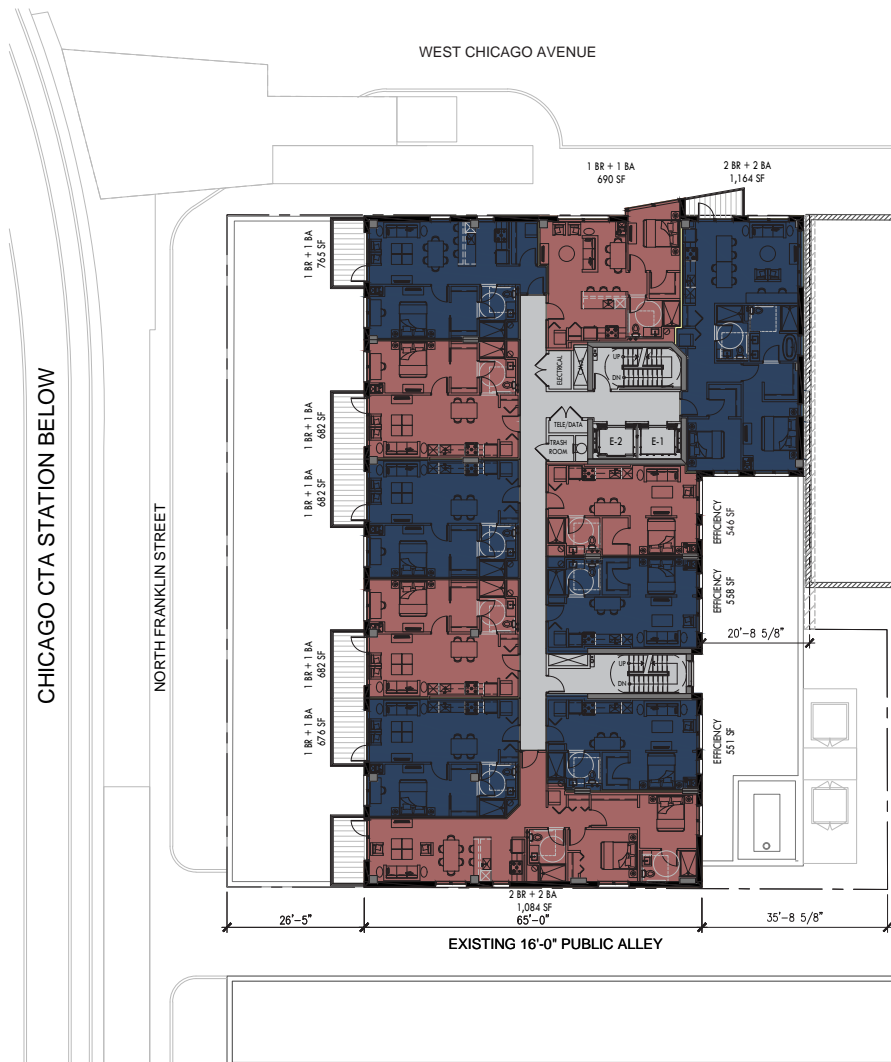 WEST CHICAGO AVENUE
1 BR + 1 BA
690 SF
2 BR + 2 BA
1,164 SF
1 BR + 1 BA
765 SF
ELECTRICAL
UP
DN
CHICAGO CTA STATION BELOW
1 BR + 1 BA
682 SF
TELE/DATA
TRASH
ROOM
E-2
E-1
1 BR + 1 BA
682 SF
NORTH FRANKLIN STREET
EFFICIENCY
546 SF
EFFICIENCY
558 SF
20'-8 5/8"
1 BR + 1 BA
682 SF
UP
DN
1 BR + 1 BA
676 SF
EFFICIENCY
551 SF
2 BR + 2 BA
1,084 SF
26'-5"
65'-0"
35'-8 5/8"
EXISTING 16'-0" PUBLIC ALLEY